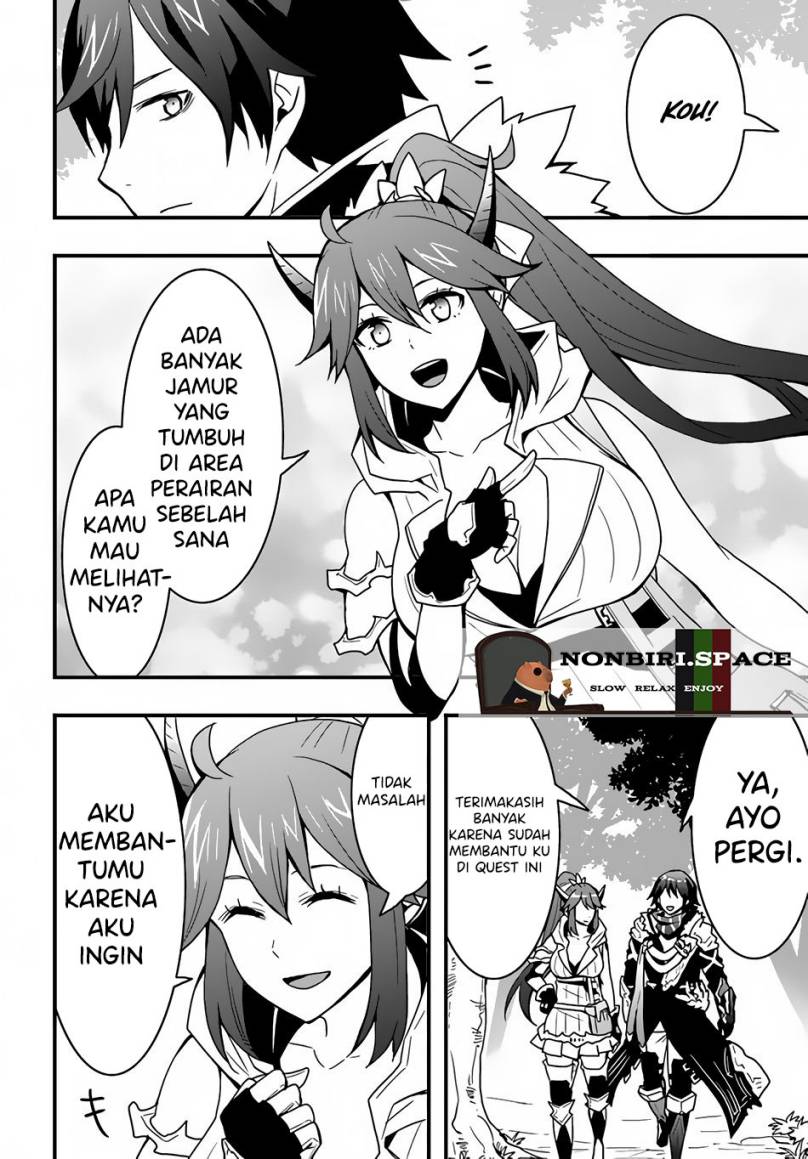 KOU!
ADA
BANYAK
JAMUR
YANG
TUMBUH
DI AREA
PERAIRAN
SEBELAH
SANA
APA
KAMU
MAU
MELIHAT-
NYA?
NONBIRI.SPACE
SLOW RELAX ENJOY
YA,
AYO
PERGI.
TERIMAKASIH
BANYAK
KARENA SUDAH
MEMBANTU KU
DI QUEST INI
TIDAK
MASALAH
AKU
MEMBAN-
TUMU
KARENA
AKU
INGIN